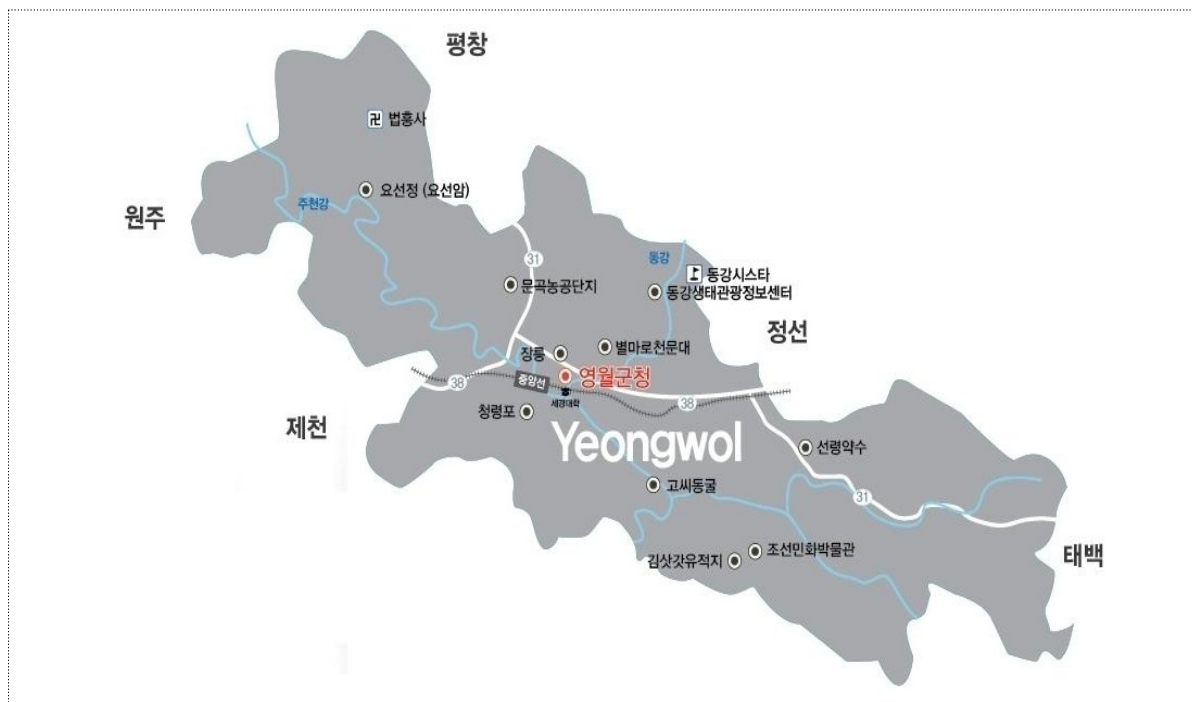 평창
법흥사
요선정 (요선암)
주천강
원주
31
동강
동강시스타
문곡농공단지
동강생태관광정보센터
정선
장릉
별마로천문대
영월군청
38
중앙선
세경대학
38
청령포
제천
Yeongwol
선령약수
고씨동굴
31
조선민화박물관
김삿갓유적지
태백